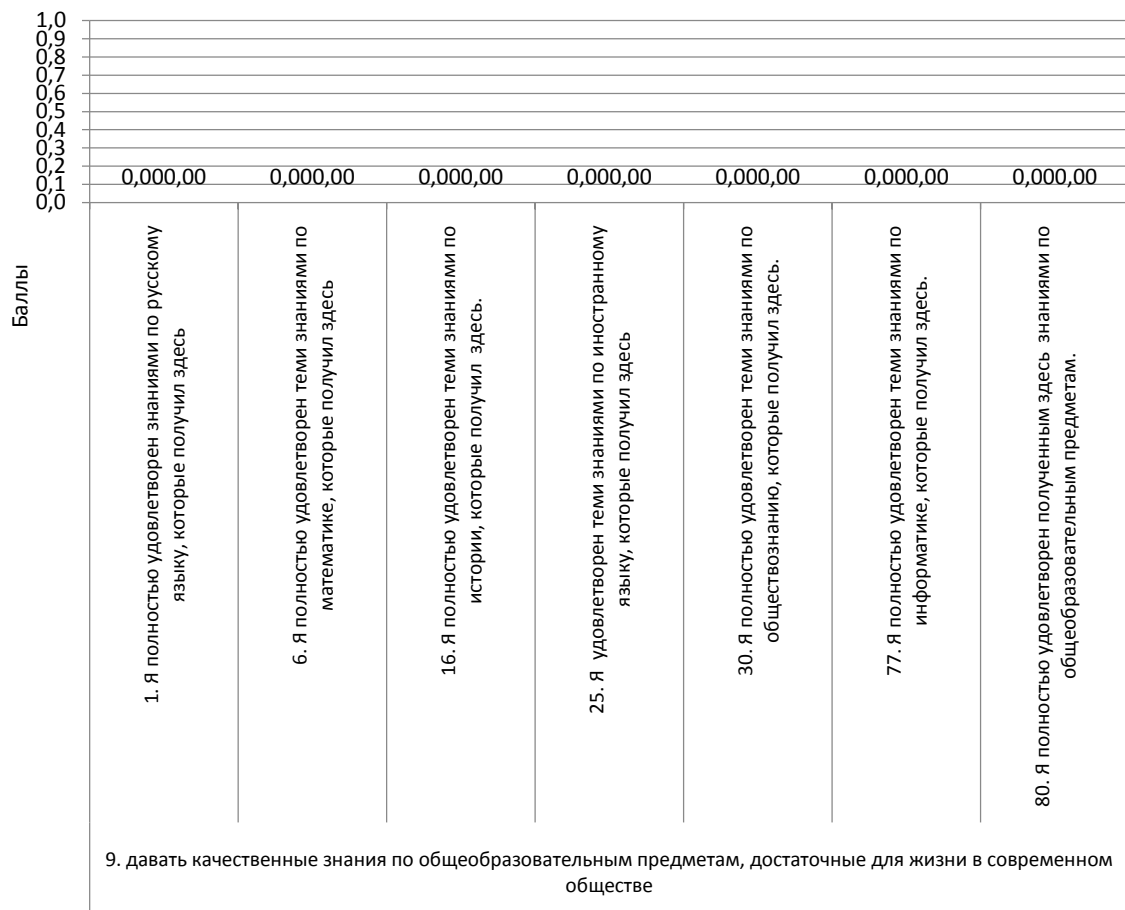 Баллы
1,0
0,9
0,8
0,7
0,6
0,5
0,4
0,3
0,2
0,1
0,0
0,000,00
0,000,00
0,000,00
0,000,00
0,000,00
0,000,00
0,000,00
1. Я полностью удовлетворен знаниями по русскому
языку, которые получил здесь
6. Я полностью удовлетворен теми знаниями по
математике, которые получил здесь
16. Я полностью удовлетворен теми знаниями по
истории, которые получил здесь.
25. Я удовлетворен теми знаниями по иностранному
языку, которые получил здесь
30. Я полностью удовлетворен теми знаниями по
обществознанию, которые получил здесь.
77. Я полностью удовлетворен теми знаниями по
информатике, которые получил здесь.
80. Я полностью удовлетворен полученным здесь знаниями по
общеобразовательным предметам.
9. давать качественные знания по общеобразовательным предметам, достаточные для жизни в современном
обществе